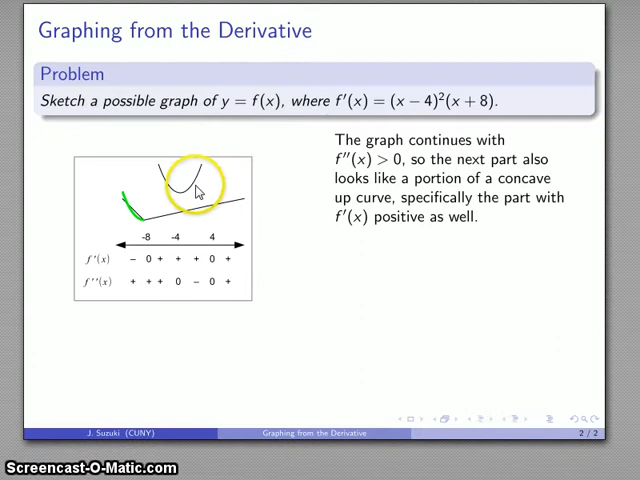 Graphing from the Derivative
Problem
Sketch a possible graph of y = f(x), where f′(x) = (x − 4)²(x + 8).
The graph continues with
f″(x) > 0, so the next part also
looks like a portion of a concave
up curve, specifically the part with
f′(x) positive as well.
-8 -4 4
f'(x) − 0 + + + 0 +
f''(x) + + + 0 − 0 +
J. Suzuki (CUNY) Graphing from the Derivative 2 / 2
Screencast-O-Matic.com